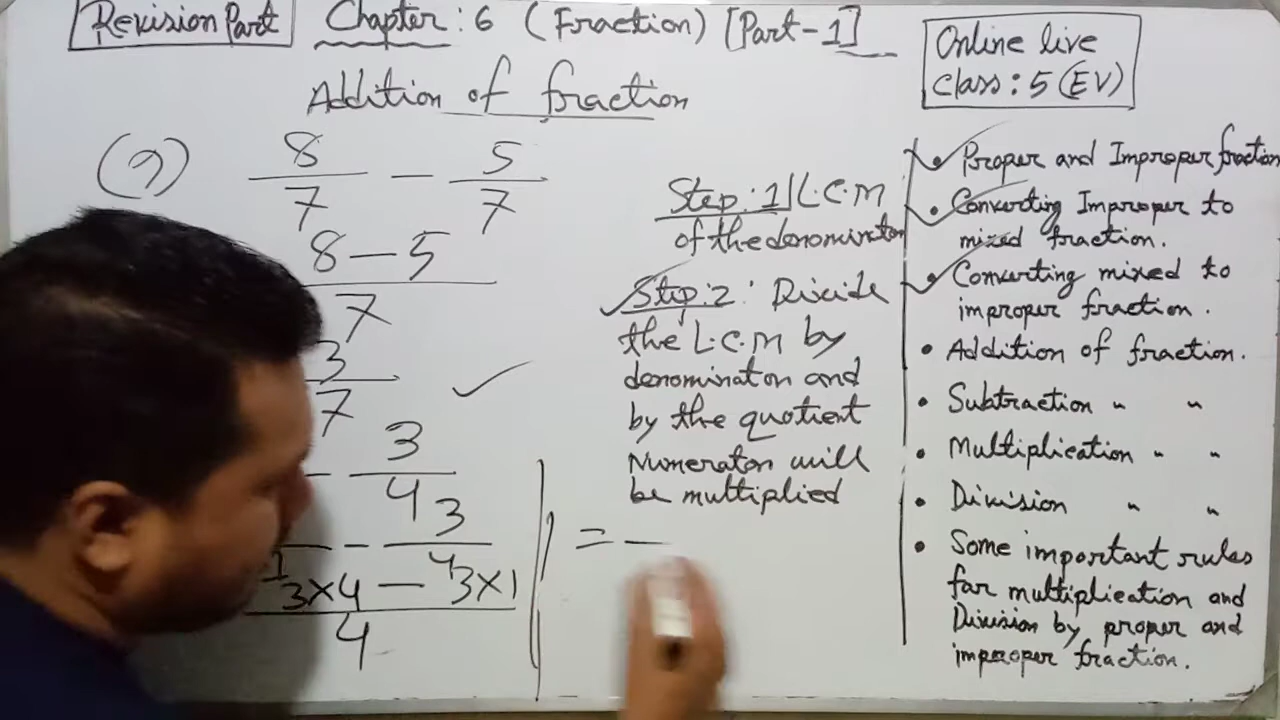 Revision Part Chapter : 6 (Fraction) [Part-1]
Online live
class : 5 (EV)
Addition of fraction
(9) 8/7 - 5/7
8-5
7
3
7
- 3/4
1 - 3/4
3×4 - 3×1
4
= —
Step : 1 | L.C.M
of the denominator
Step : 2 : Divide
the L.C.M by
denominator and
by the quotient
Numerator will
be multiplied
• Proper and Improper fraction
• Converting Improper to
mixed fraction.
• Converting mixed to
improper fraction.
• Addition of fraction.
• Subtraction " "
• Multiplication " "
• Division " "
• Some important rules
for multiplication and
Division by proper and
improper fraction.